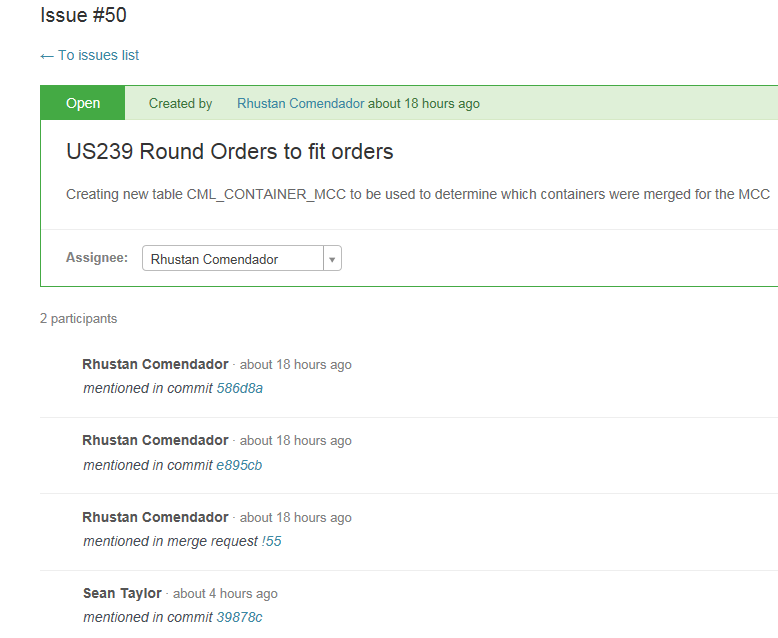 Issue #50
← To issues list
Open Created by Rhustan Comendador about 18 hours ago
US239 Round Orders to fit orders
Creating new table CML_CONTAINER_MCC to be used to determine which containers were merged for the MCC
Assignee: Rhustan Comendador
2 participants
Rhustan Comendador · about 18 hours ago
mentioned in commit 586d8a
Rhustan Comendador · about 18 hours ago
mentioned in commit e895cb
Rhustan Comendador · about 18 hours ago
mentioned in merge request !55
Sean Taylor · about 4 hours ago
mentioned in commit 39878c